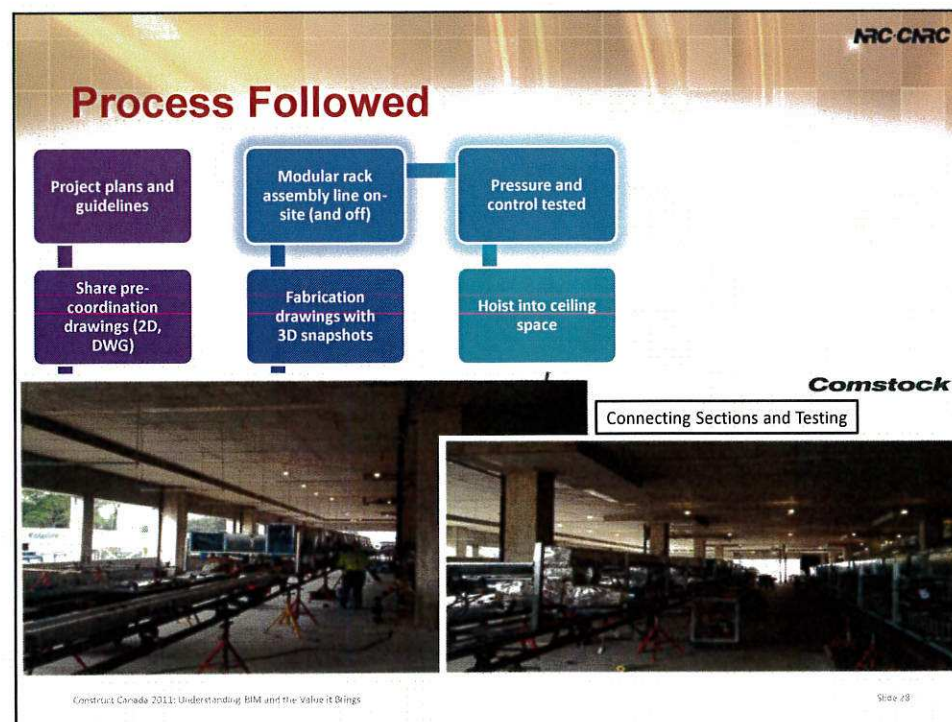 NRC·CNRC
Process Followed
Project plans and
guidelines
Share pre-
coordination
drawings (2D,
DWG)
Modular rack
assembly line on-
site (and off)
Fabrication
drawings with
3D snapshots
Pressure and
control tested
Hoist into ceiling
space
Comstock
Connecting Sections and Testing
Construct Canada 2011: Understanding BIM and the Value it Brings
Slide 28